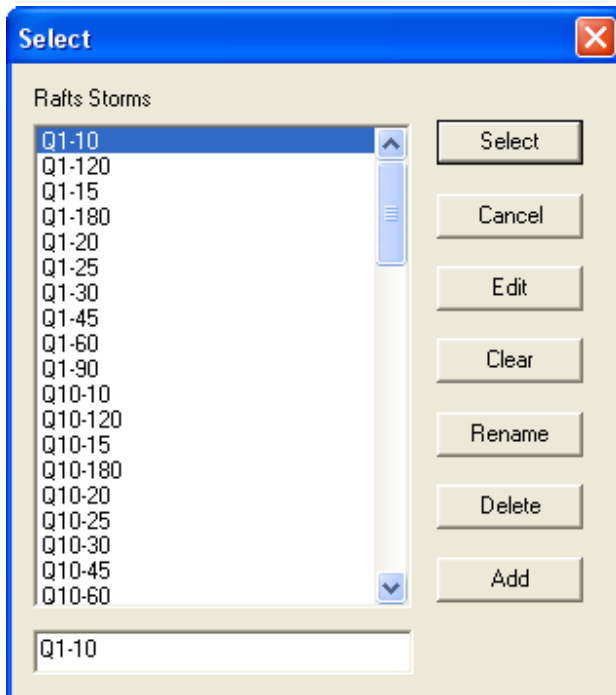 Select
Rafts Storms
Q1-10
Q1-120
Q1-15
Q1-180
Q1-20
Q1-25
Q1-30
Q1-45
Q1-60
Q1-90
Q10-10
Q10-120
Q10-15
Q10-180
Q10-20
Q10-25
Q10-30
Q10-45
Q10-60
Q1-10
Select
Cancel
Edit
Clear
Rename
Delete
Add